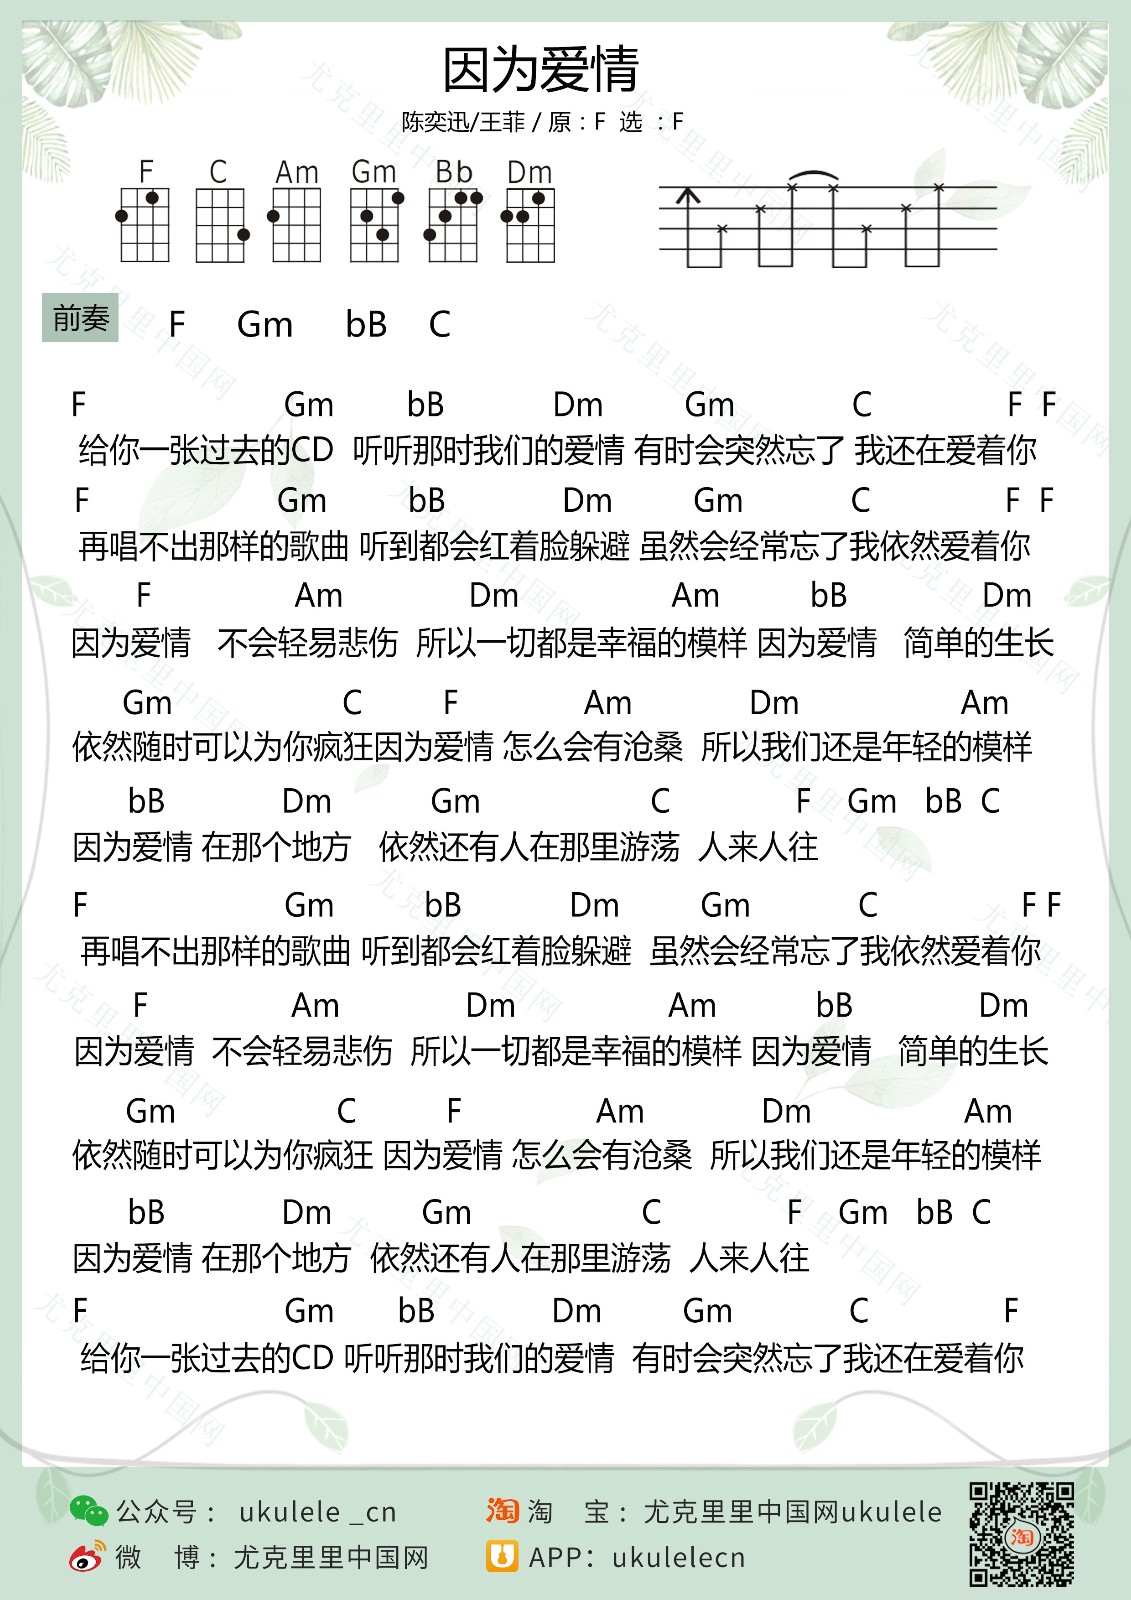 因为爱情
陈奕迅/王菲 / 原：F 选 ：F
F C Am Gm Bb Dm
前奏 F Gm bB C
F Gm bB Dm Gm C F F
给你一张过去的CD 听听那时我们的爱情 有时会突然忘了 我还在爱着你
F Gm bB Dm Gm C F F
再唱不出那样的歌曲 听到都会红着脸躲避 虽然会经常忘了我依然爱着你
F Am Dm Am bB Dm
因为爱情 不会轻易悲伤 所以一切都是幸福的模样 因为爱情 简单的生长
Gm C F Am Dm Am
依然随时可以为你疯狂因为爱情 怎么会有沧桑 所以我们还是年轻的模样
bB Dm Gm C F Gm bB C
因为爱情 在那个地方 依然还有人在那里游荡 人来人往
F Gm bB Dm Gm C F F
再唱不出那样的歌曲 听到都会红着脸躲避 虽然会经常忘了我依然爱着你
F Am Dm Am bB Dm
因为爱情 不会轻易悲伤 所以一切都是幸福的模样 因为爱情 简单的生长
Gm C F Am Dm Am
依然随时可以为你疯狂 因为爱情 怎么会有沧桑 所以我们还是年轻的模样
bB Dm Gm C F Gm bB C
因为爱情 在那个地方 依然还有人在那里游荡 人来人往
F Gm bB Dm Gm C F
给你一张过去的CD 听听那时我们的爱情 有时会突然忘了我还在爱着你
公众号： ukulele _cn
淘 宝：尤克里里中国网ukulele
微 博：尤克里里中国网
APP：ukulelecn
淘
尤克里里中国网